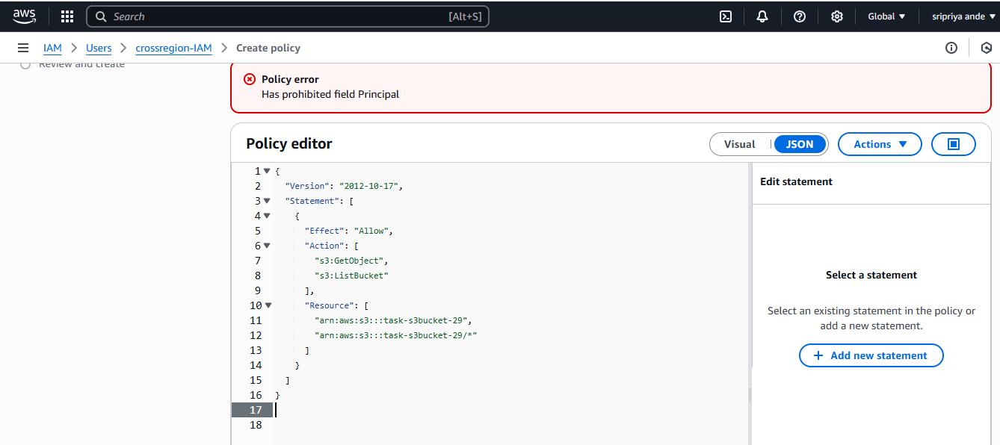 aws Search [Alt+S] Global sripriya ande
IAM > Users > crossregion-IAM > Create policy
Review and create
Policy error
Has prohibited field Principal
Policy editor
Visual JSON Actions
1 {
2 "Version": "2012-10-17",
3 "Statement": [
4 {
5 "Effect": "Allow",
6 "Action": [
7 "s3:GetObject",
8 "s3:ListBucket"
9 ],
10 "Resource": [
11 "arn:aws:s3:::task-s3bucket-29",
12 "arn:aws:s3:::task-s3bucket-29/*"
13 ]
14 }
15 ]
16 }
17
18
Edit statement
Select a statement
Select an existing statement in the policy or
add a new statement.
+ Add new statement